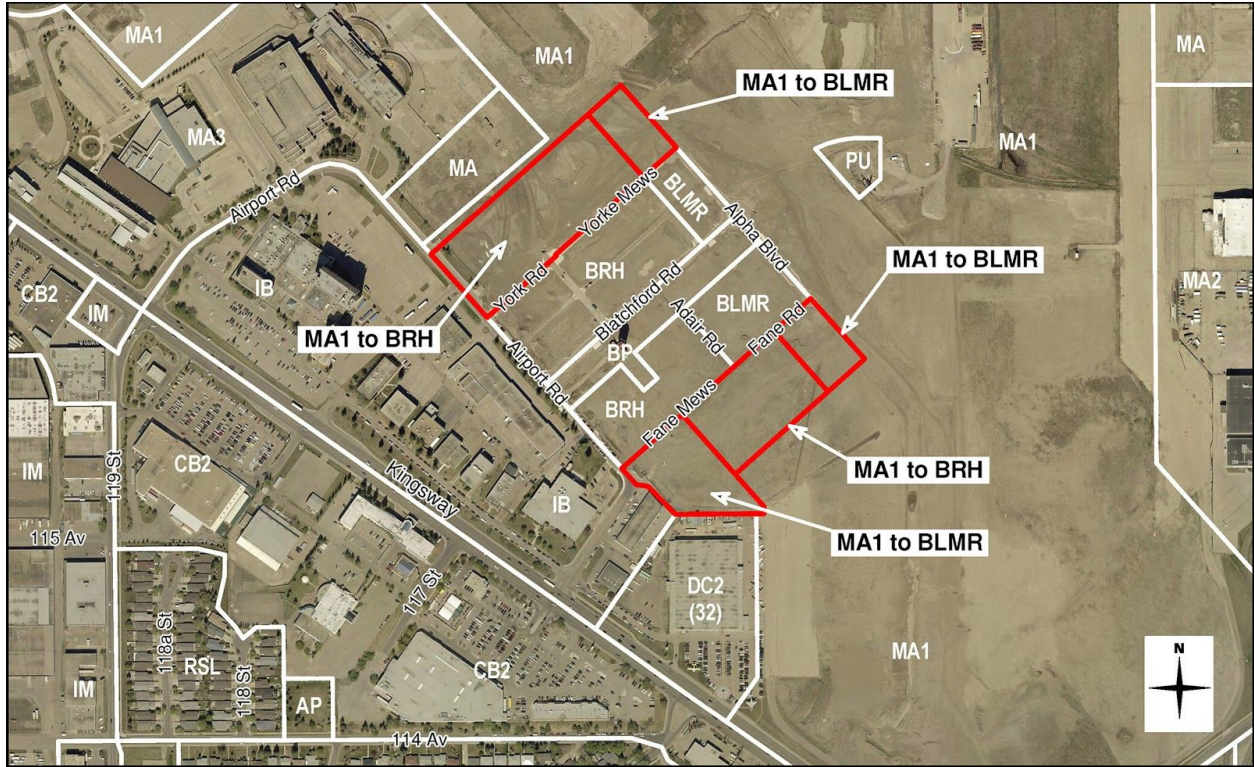 MA1
MA1
MA1 to BLMR
MA
MA3
MA
PU
MA1
Airport Rd
BLMR
Yorke Mews
Alpha Blvd
MA1 to BLMR
CB2
IM
IB
York Rd
BRH
Blatchford Rd
BLMR
Adair Rd
Fane Rd
MA2
MA1 to BRH
Airport Rd
BP
BRH
Fane Mews
MA1 to BRH
IM
119 St
CB2
Kingsway
IB
MA1 to BLMR
115 Av
117 St
DC2
(32)
118a St
RSL
118 St
IM
AP
CB2
MA1
N
114 Av